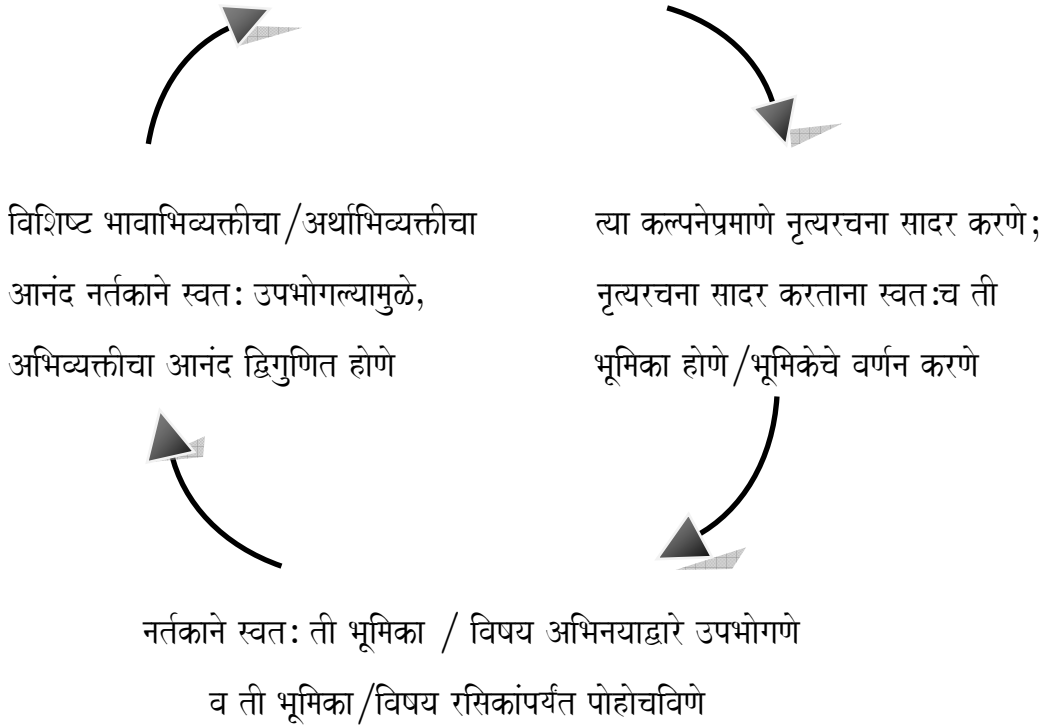 विशिष्ट भावाभिव्यक्तीचा/अर्थाभिव्यक्तीचा
आनंद नर्तकाने स्वत: उपभोगल्यामुळे,
अभिव्यक्तीचा आनंद द्विगुणित होणे
त्या कल्पनेप्रमाणे नृत्यरचना सादर करणे;
नृत्यरचना सादर करताना स्वत:च ती
भूमिका होणे/भूमिकेचे वर्णन करणे
नर्तकाने स्वत: ती भूमिका / विषय अभिनयाद्वारे उपभोगणे
व ती भूमिका/विषय रसिकांपर्यंत पोहोचविणे